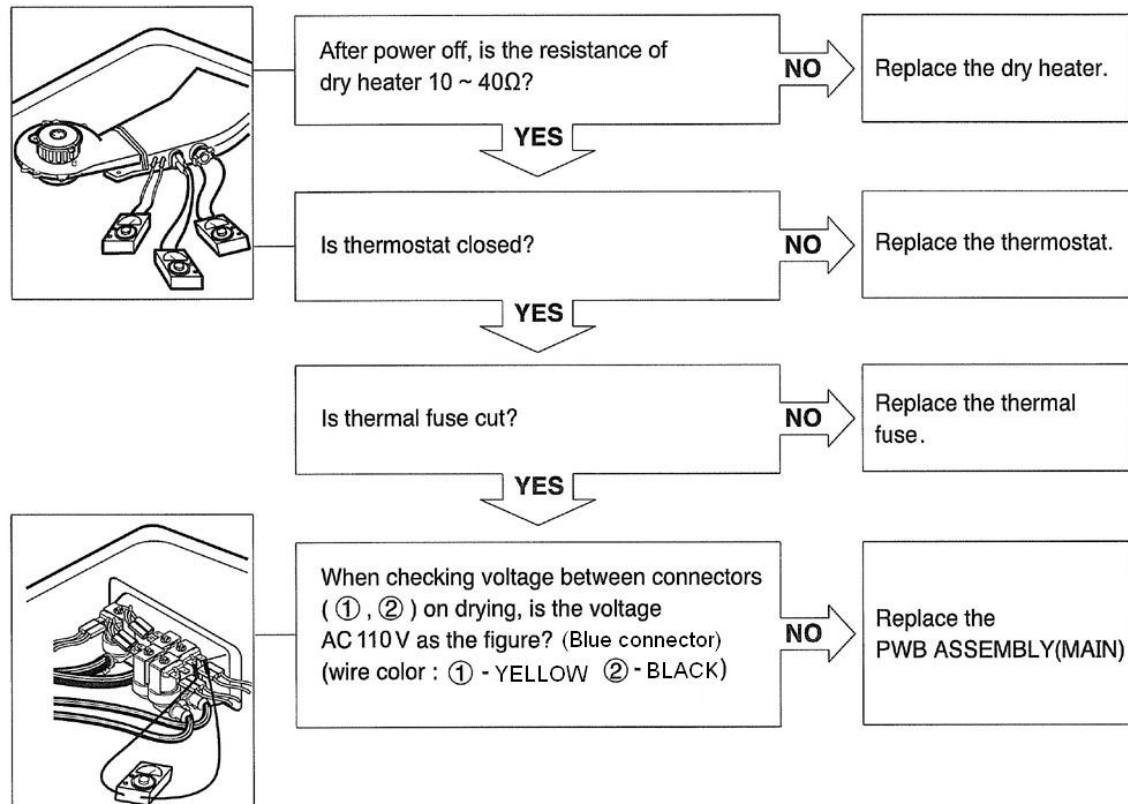 After power off, is the resistance of
dry heater 10 ~ 40Ω?
NO
Replace the dry heater.
YES
Is thermostat closed?
NO
Replace the thermostat.
YES
Is thermal fuse cut?
NO
Replace the thermal
fuse.
YES
When checking voltage between connectors
( ①, ② ) on drying, is the voltage
AC 110 V as the figure? (Blue connector)
(wire color : ① - YELLOW ② - BLACK)
NO
Replace the
PWB ASSEMBLY(MAIN)